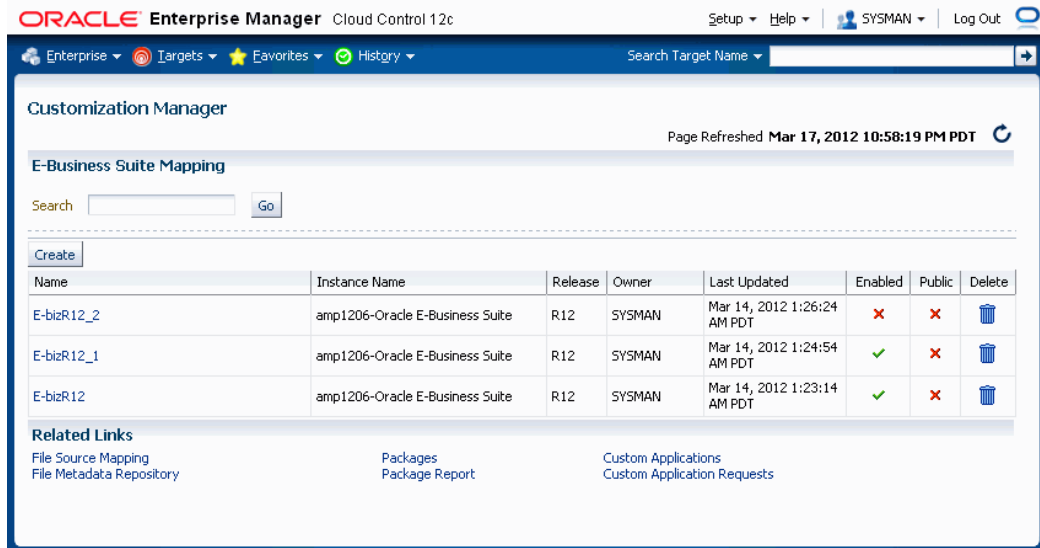 ORACLE Enterprise Manager Cloud Control 12c Setup Help SYSMAN Log Out
Enterprise Targets Favorites History Search Target Name
Customization Manager
Page Refreshed Mar 17, 2012 10:58:19 PM PDT
E-Business Suite Mapping
Search Go
Create
Name Instance Name Release Owner Last Updated Enabled Public Delete
E-bizR12_2 amp1206-Oracle E-Business Suite R12 SYSMAN Mar 14, 2012 1:26:24 AM PDT
E-bizR12_1 amp1206-Oracle E-Business Suite R12 SYSMAN Mar 14, 2012 1:24:54 AM PDT
E-bizR12 amp1206-Oracle E-Business Suite R12 SYSMAN Mar 14, 2012 1:23:14 AM PDT
Related Links
File Source Mapping Packages Custom Applications
File Metadata Repository Package Report Custom Application Requests